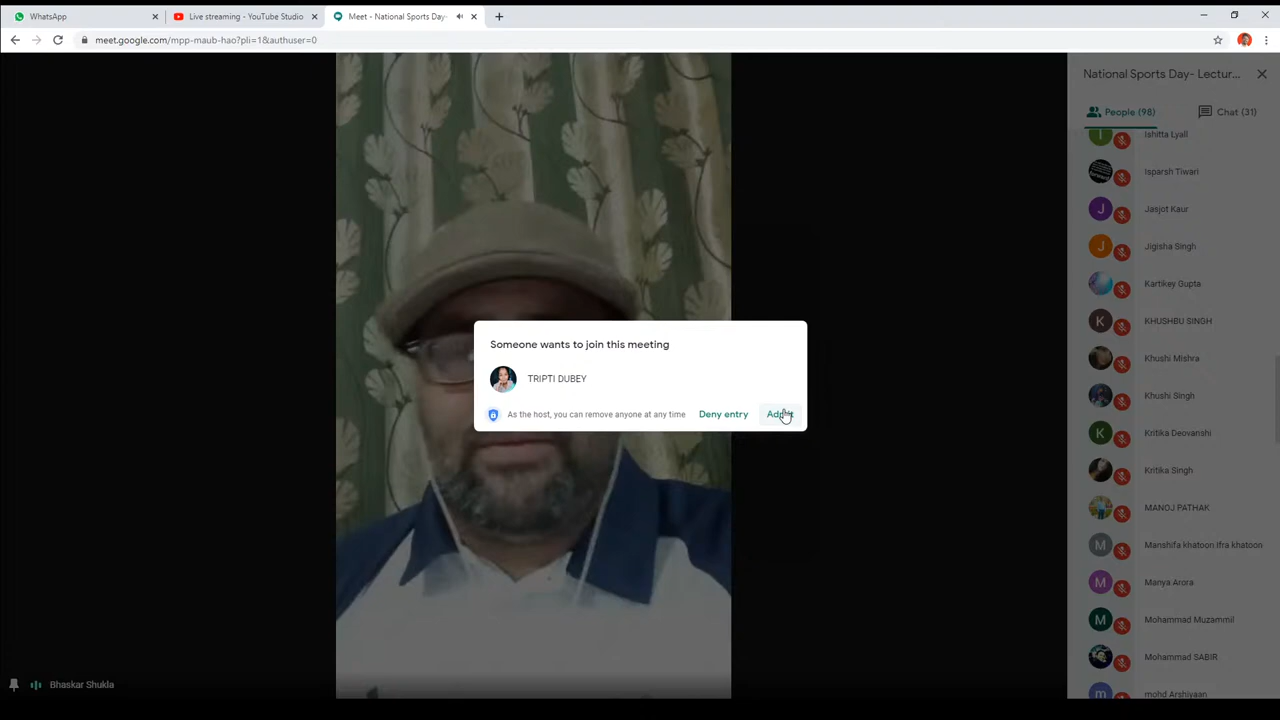 WhatsApp
Live streaming - YouTube Studio
Meet - National Sports Day-
meet.google.com/mpp-maub-hao?pli=1&authuser=0
National Sports Day- Lectur...
People (98)
Chat (31)
Ishitta Lyall
Isparsh Tiwari
Jasjot Kaur
Jigisha Singh
Kartikey Gupta
KHUSHBU SINGH
Khushi Mishra
Khushi Singh
Kritika Deovanshi
Kritika Singh
MANOJ PATHAK
Manshifa khatoon Ifra khatoon
Manya Arora
Mohammad Muzammil
Mohammad SABIR
mohd Arshiyaan
Someone wants to join this meeting
TRIPTI DUBEY
As the host, you can remove anyone at any time
Deny entry
Admit
Bhaskar Shukla